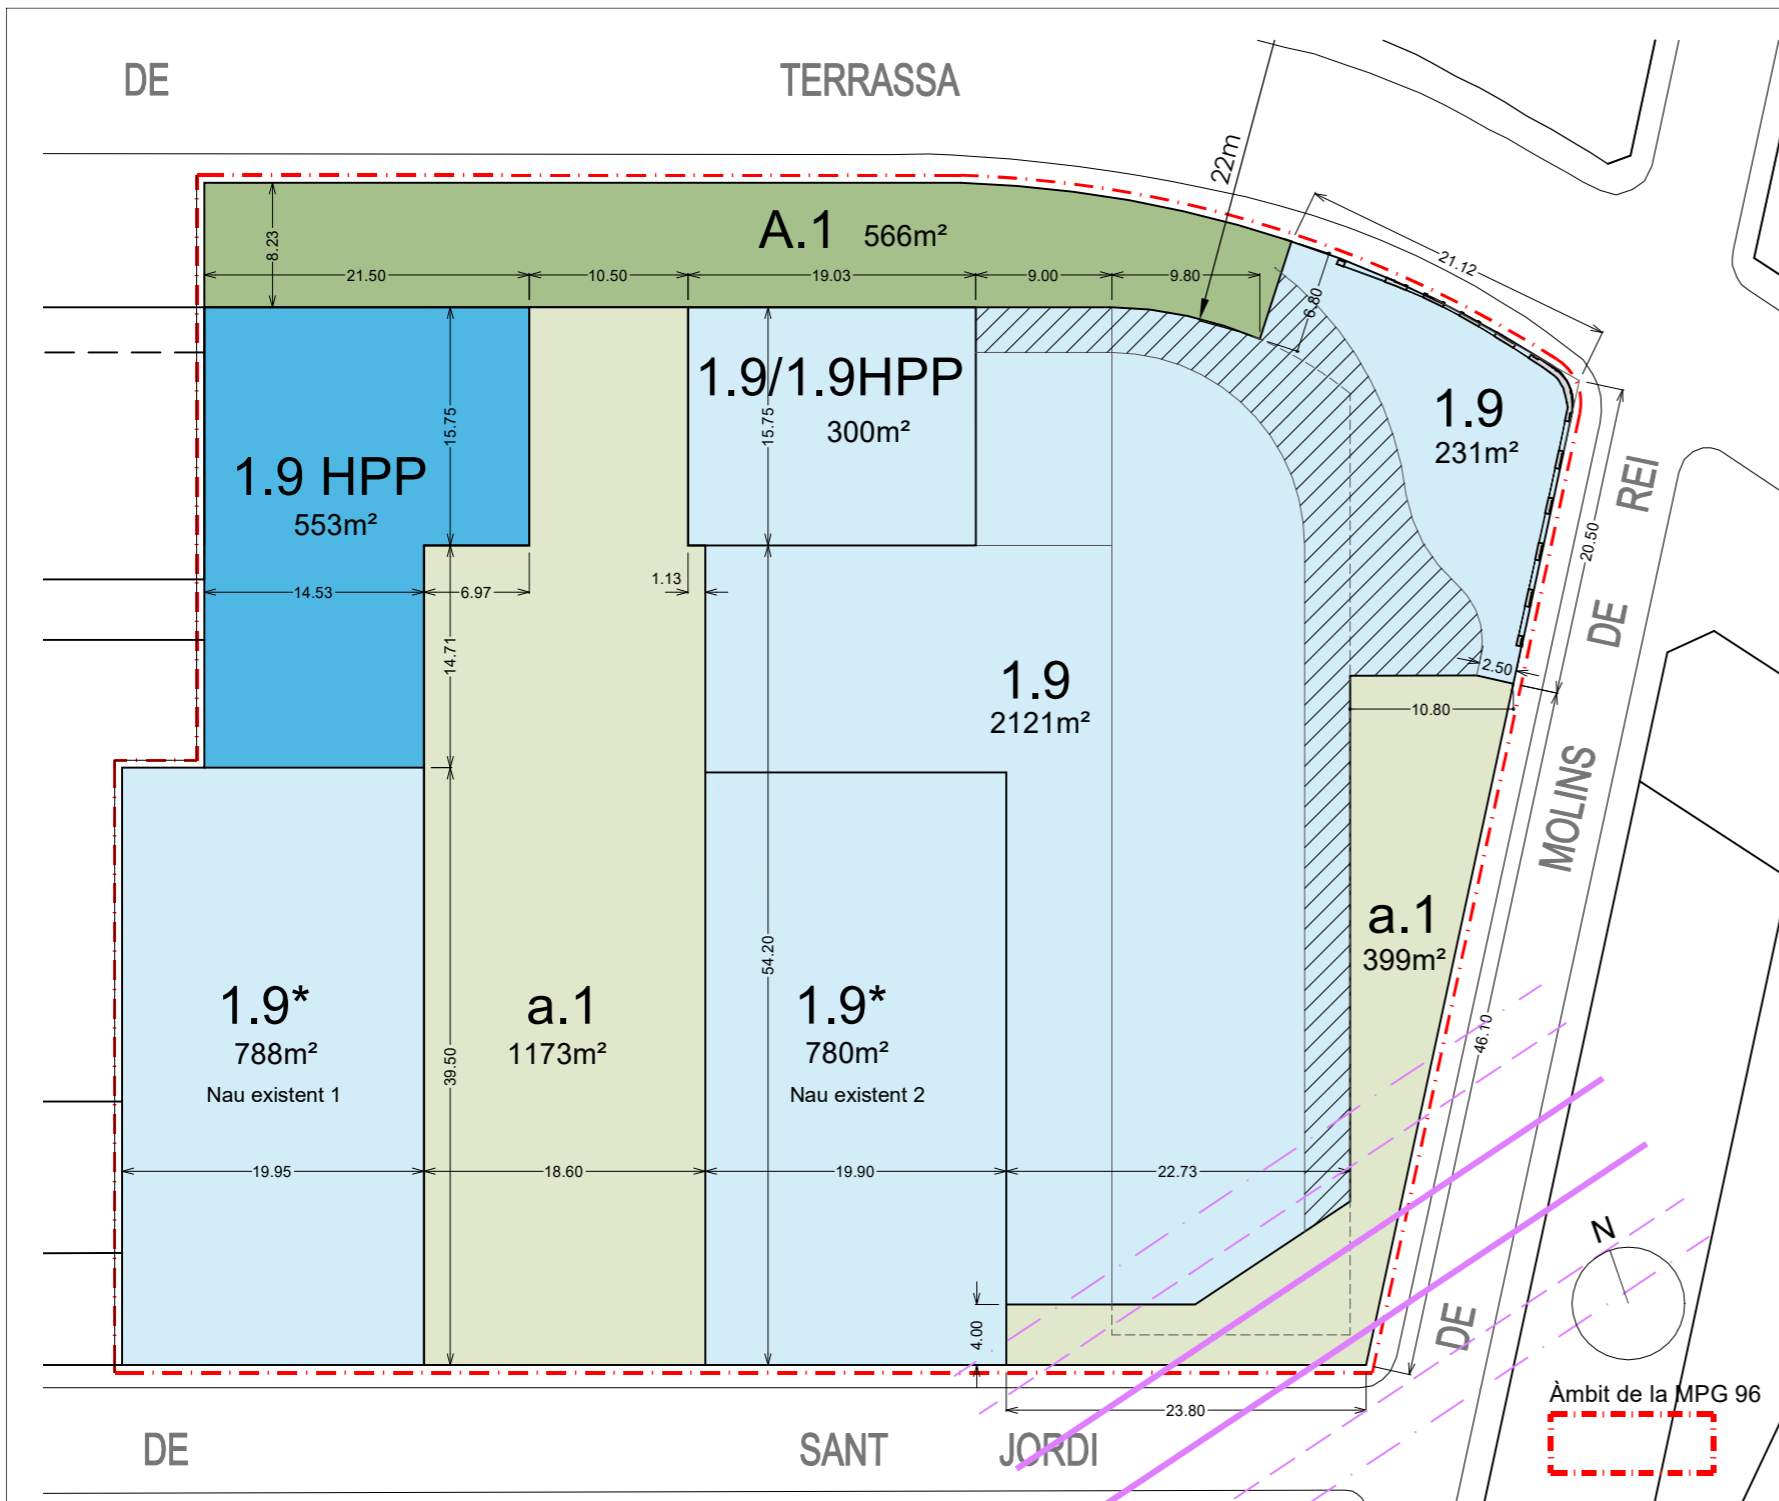 DE
TERRASSA
22m
A.1 566m²
8.23
21.50
10.50
19.03
9.00
9.80
6.80
21.12
1.9 HPP
553m²
15.75
1.9/1.9HPP
300m²
15.75
1.9
231m²
REI
20.50
DE
14.53
6.97
1.13
14.71
1.9
2121m²
2.50
10.80
MOLINS
a.1
399m²
54.20
1.9*
788m²
Nau existent 1
a.1
1173m²
1.9*
780m²
Nau existent 2
39.50
46.10
19.95
18.60
19.90
22.73
N
4.00
DE
23.80
Àmbit de la MPG 96
DE
SANT
JORDI